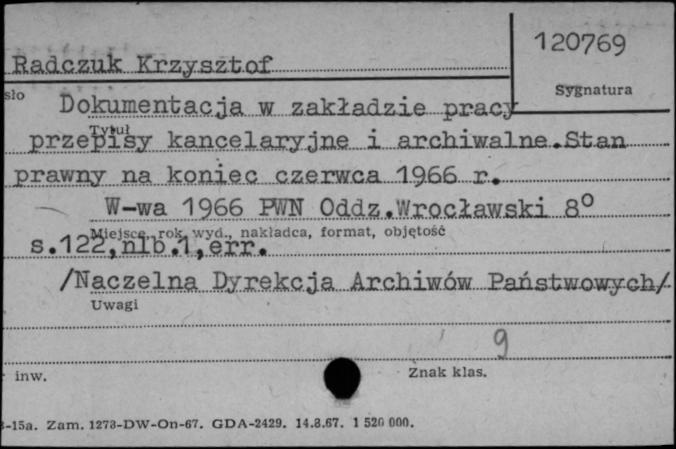 120769
Radczuk Krzysztof
Sygnatura
sło
Dokumentacja w zakładzie pracy
Tytuł
przepisy kancelaryjne i archiwalne.Stan
prawny na koniec czerwca 1966 r.
W-wa 1966 PWN Oddz.Wrocławski 8°
Miejsce, rok wyd., nakładca, format, objętość
s.122,nlb.1,err.
/Naczelna Dyrekcja Archiwów Państwowych/
Uwagi
9
r inw.
Znak klas.
-15a. Zam. 1273-DW-On-67. GDA-2429. 14.8.67. 1 520 000.